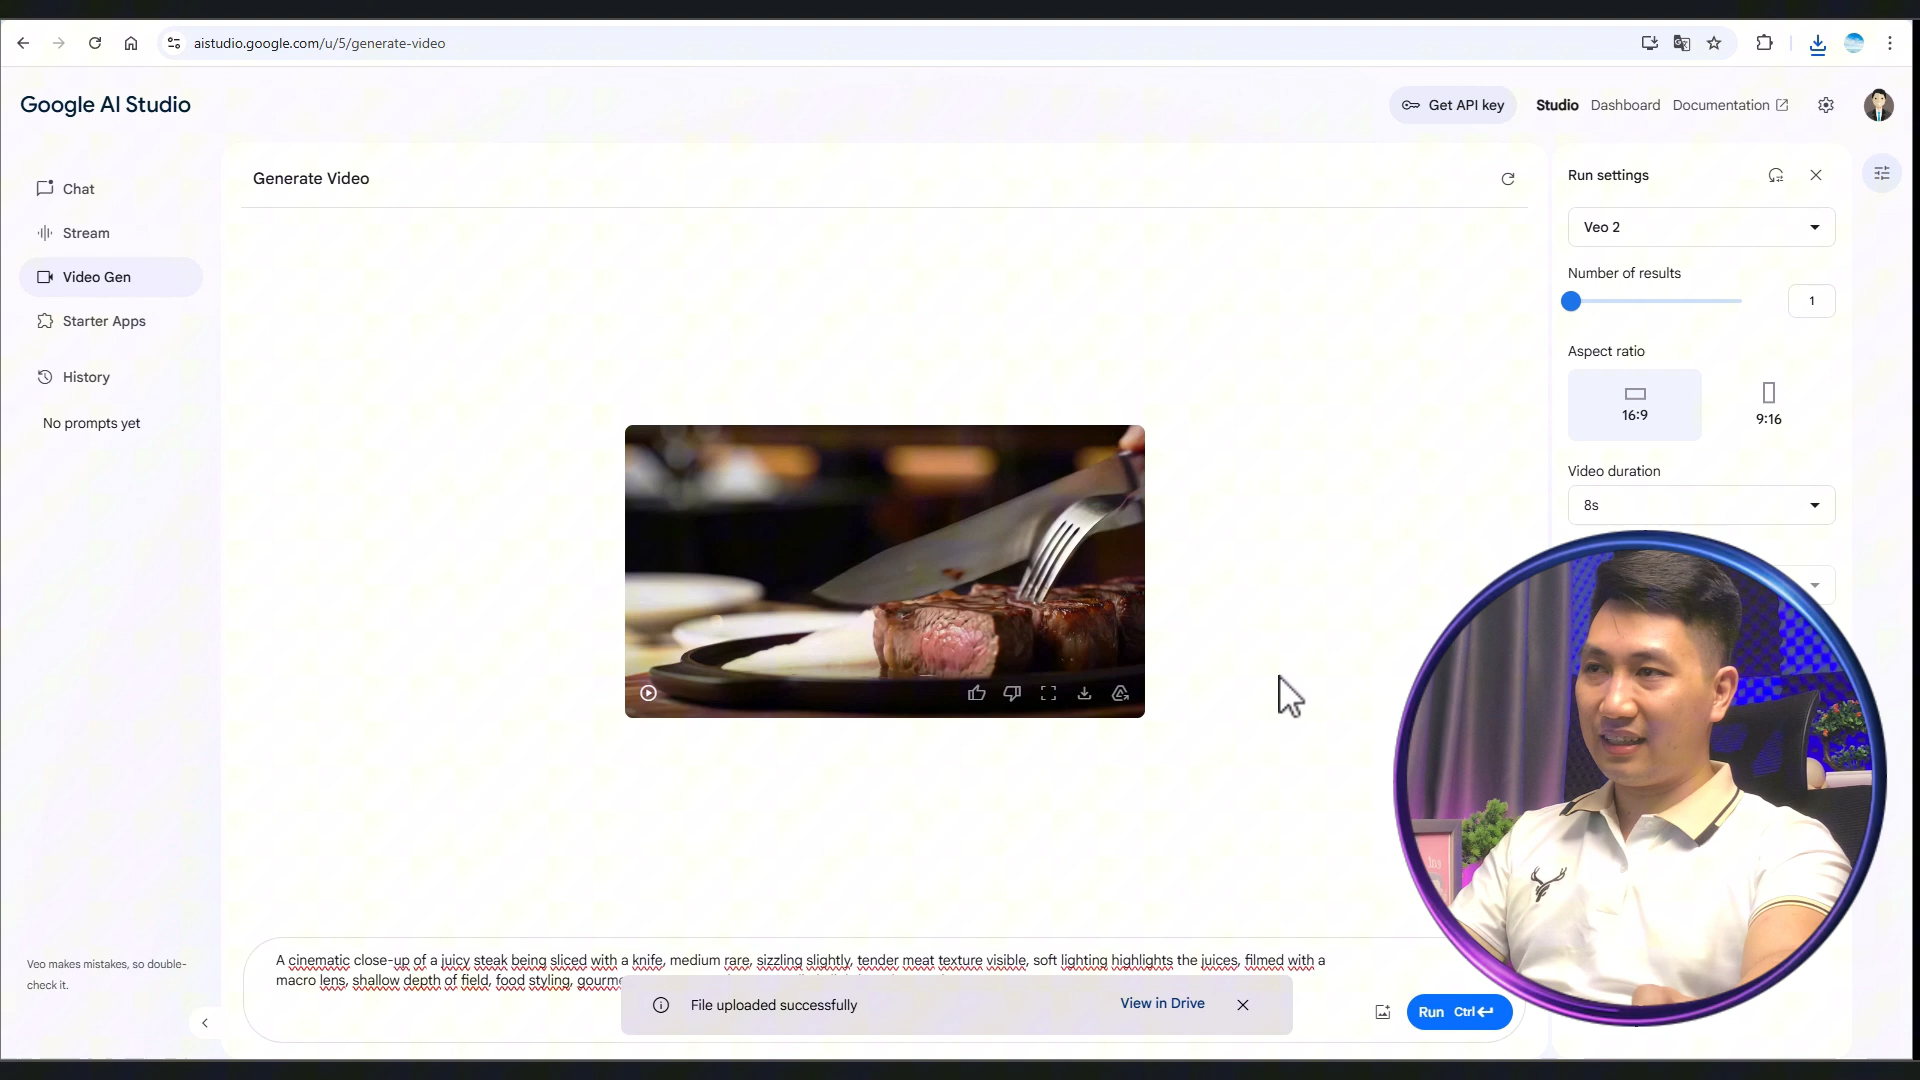 aistudio.google.com/u/5/generate-video
Google AI Studio
Get API key
Studio
Dashboard
Documentation
Chat
Stream
Video Gen
Starter Apps
History
No prompts yet
Veo makes mistakes, so double-
check it.
Generate Video
A cinematic close-up of a juicy steak being sliced with a knife, medium rare, sizzling slightly, tender meat texture visible, soft lighting highlights the juices, filmed with a
macro lens, shallow depth of field, food styling,
File uploaded successfully
View in Drive
Run Ctrl
Run settings
Veo 2
Number of results
1
Aspect ratio
16:9
9:16
Video duration
8s